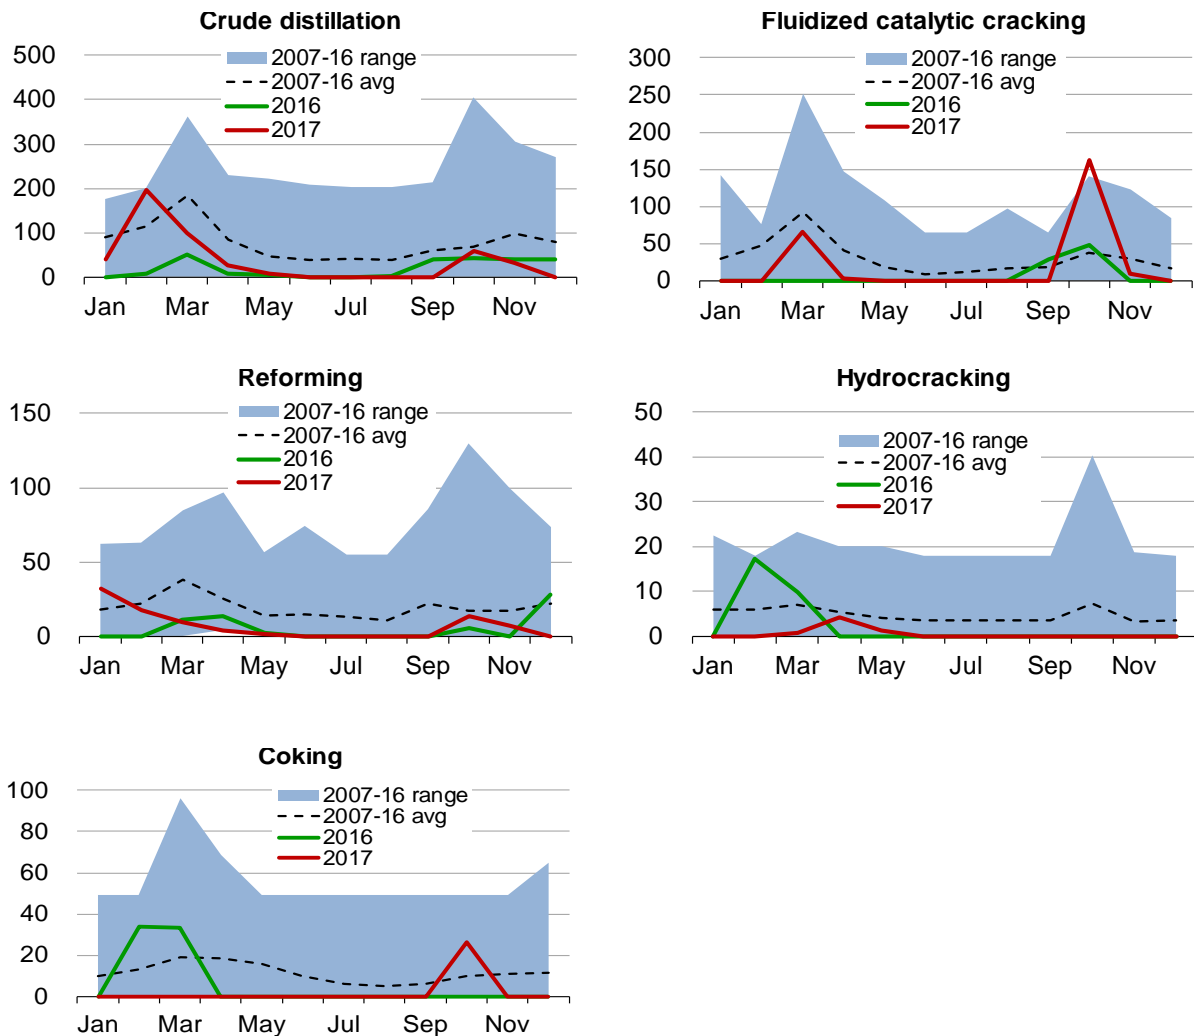 Crude distillation
500
400
300
200
100
0
2007-16 range
2007-16 avg
2016
2017
Jan Mar May Jul Sep Nov
Fluidized catalytic cracking
300
250
200
150
100
50
0
2007-16 range
2007-16 avg
2016
2017
Jan Mar May Jul Sep Nov
Reforming
150
100
50
0
2007-16 range
2007-16 avg
2016
2017
Jan Mar May Jul Sep Nov
Hydrocracking
50
40
30
20
10
0
2007-16 range
2007-16 avg
2016
2017
Jan Mar May Jul Sep Nov
Coking
100
80
60
40
20
0
2007-16 range
2007-16 avg
2016
2017
Jan Mar May Jul Sep Nov